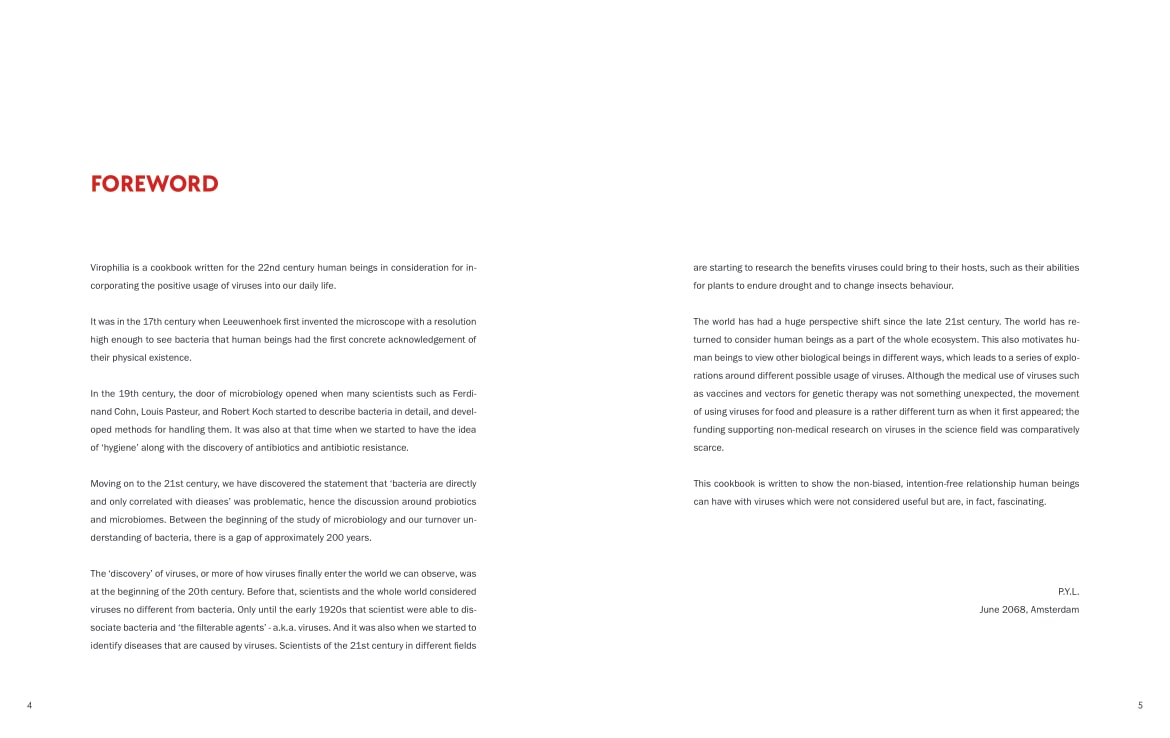 FOREWORD
Virophilia is a cookbook written for the 22nd century human beings in consideration for in-
corporating the positive usage of viruses into our daily life.
It was in the 17th century when Leeuwenhoek first invented the microscope with a resolution
high enough to see bacteria that human beings had the first concrete acknowledgement of
their physical existence.
In the 19th century, the door of microbiology opened when many scientists such as Ferdi-
nand Cohn, Louis Pasteur, and Robert Koch started to describe bacteria in detail, and devel-
oped methods for handling them. It was also at that time when we started to have the idea
of ‘hygiene’ along with the discovery of antibiotics and antibiotic resistance.
Moving on to the 21st century, we have discovered the statement that ‘bacteria are directly
and only correlated with dieases’ was problematic, hence the discussion around probiotics
and microbiomes. Between the beginning of the study of microbiology and our turnover un-
derstanding of bacteria, there is a gap of approximately 200 years.
The ‘discovery’ of viruses, or more of how viruses finally enter the world we can observe, was
at the beginning of the 20th century. Before that, scientists and the whole world considered
viruses no different from bacteria. Only until the early 1920s that scientist were able to dis-
sociate bacteria and ‘the filterable agents’ - a.k.a. viruses. And it was also when we started to
identify diseases that are caused by viruses. Scientists of the 21st century in different fields
4
are starting to research the benefits viruses could bring to their hosts, such as their abilities
for plants to endure drought and to change insects behaviour.
The world has had a huge perspective shift since the late 21st century. The world has re-
turned to consider human beings as a part of the whole ecosystem. This also motivates hu-
man beings to view other biological beings in different ways, which leads to a series of explo-
rations around different possible usage of viruses. Although the medical use of viruses such
as vaccines and vectors for genetic therapy was not something unexpected, the movement
of using viruses for food and pleasure is a rather different turn as when it first appeared; the
funding supporting non-medical research on viruses in the science field was comparatively
scarce.
This cookbook is written to show the non-biased, intention-free relationship human beings
can have with viruses which were not considered useful but are, in fact, fascinating.
P.Y.L.
June 2068, Amsterdam
5